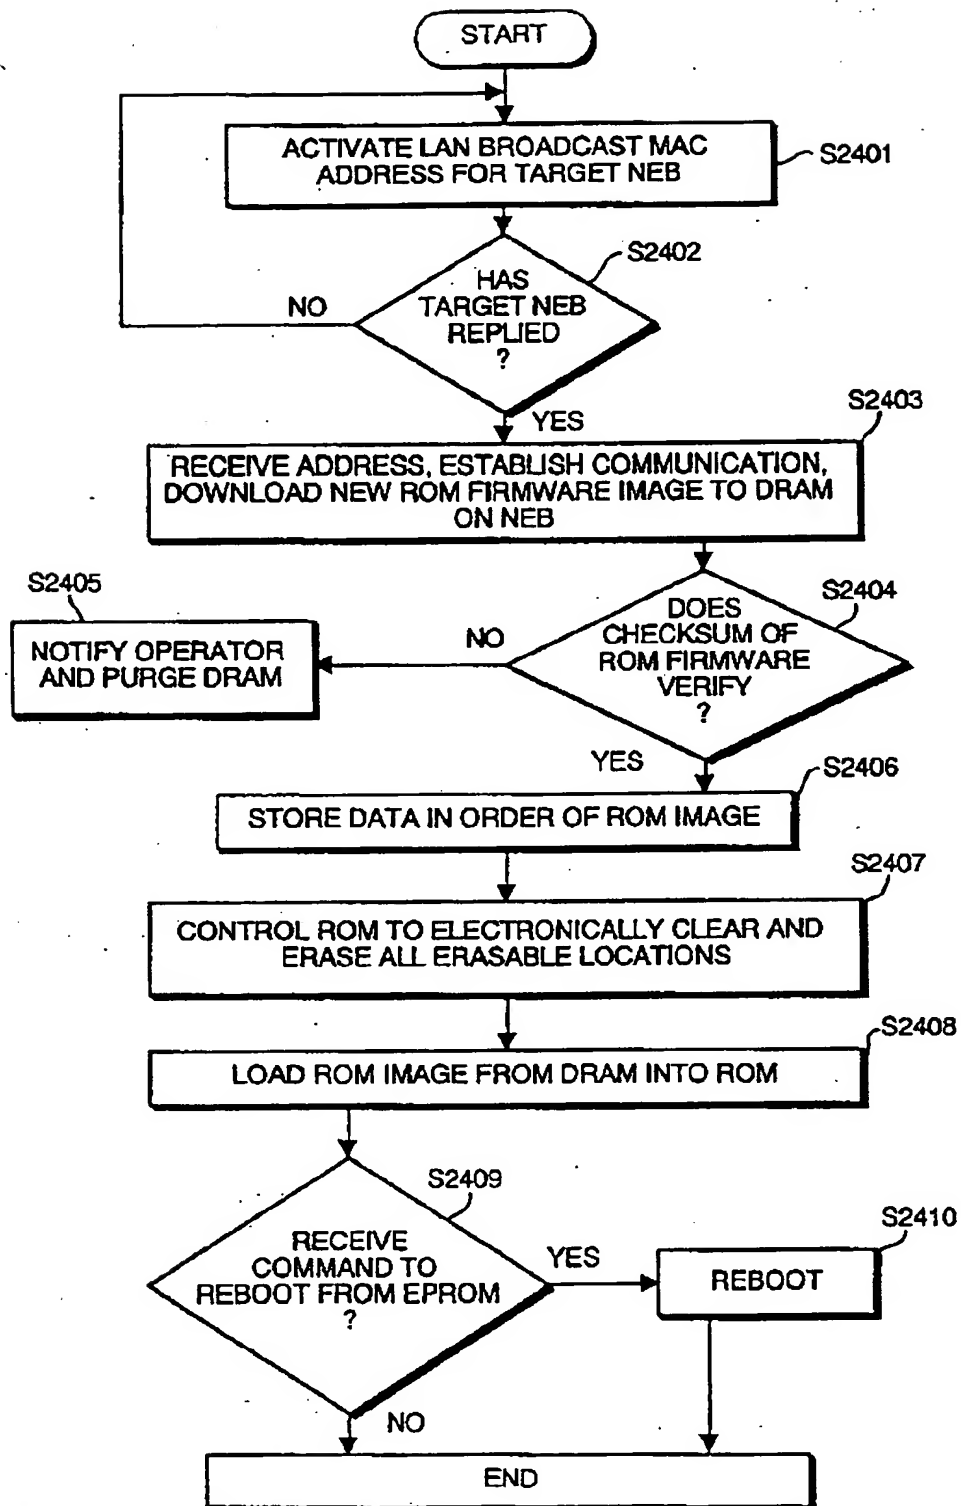 START
ACTIVATE LAN BROADCAST MAC
ADDRESS FOR TARGET NEB
S2401
S2402
HAS
TARGET NEB
REPLIED
?
NO
YES
S2403
RECEIVE ADDRESS, ESTABLISH COMMUNICATION,
DOWNLOAD NEW ROM FIRMWARE IMAGE TO DRAM
ON NEB
S2405
NOTIFY OPERATOR
AND PURGE DRAM
NO
S2404
DOES
CHECKSUM OF
ROM FIRMWARE
VERIFY
?
YES
S2406
STORE DATA IN ORDER OF ROM IMAGE
S2407
CONTROL ROM TO ELECTRONICALLY CLEAR AND
ERASE ALL ERASABLE LOCATIONS
S2408
LOAD ROM IMAGE FROM DRAM INTO ROM
S2409
RECEIVE
COMMAND TO
REBOOT FROM EPROM
?
YES
S2410
REBOOT
NO
END